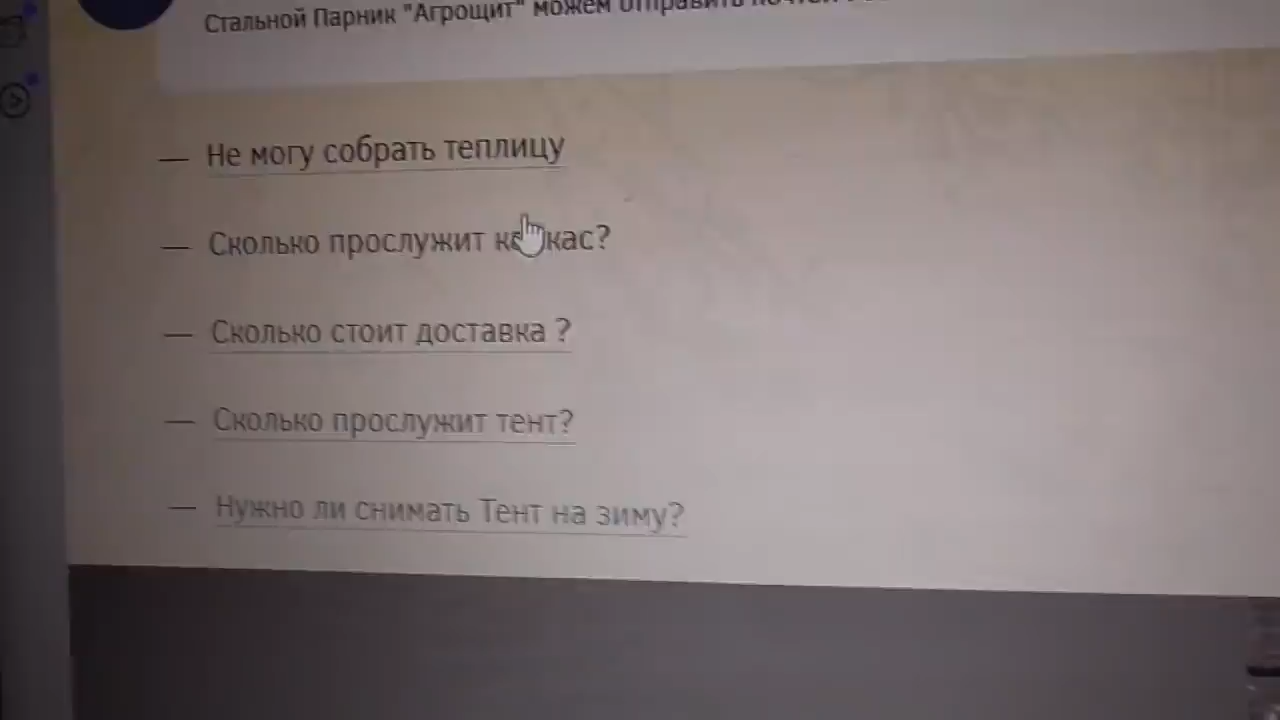 Стальной Парник "Агрощит" можем отправить
— Не могу собрать теплицу
— Сколько прослужит каркас?
— Сколько стоит доставка ?
— Сколько прослужит тент?
— Нужно ли снимать Тент на зиму?